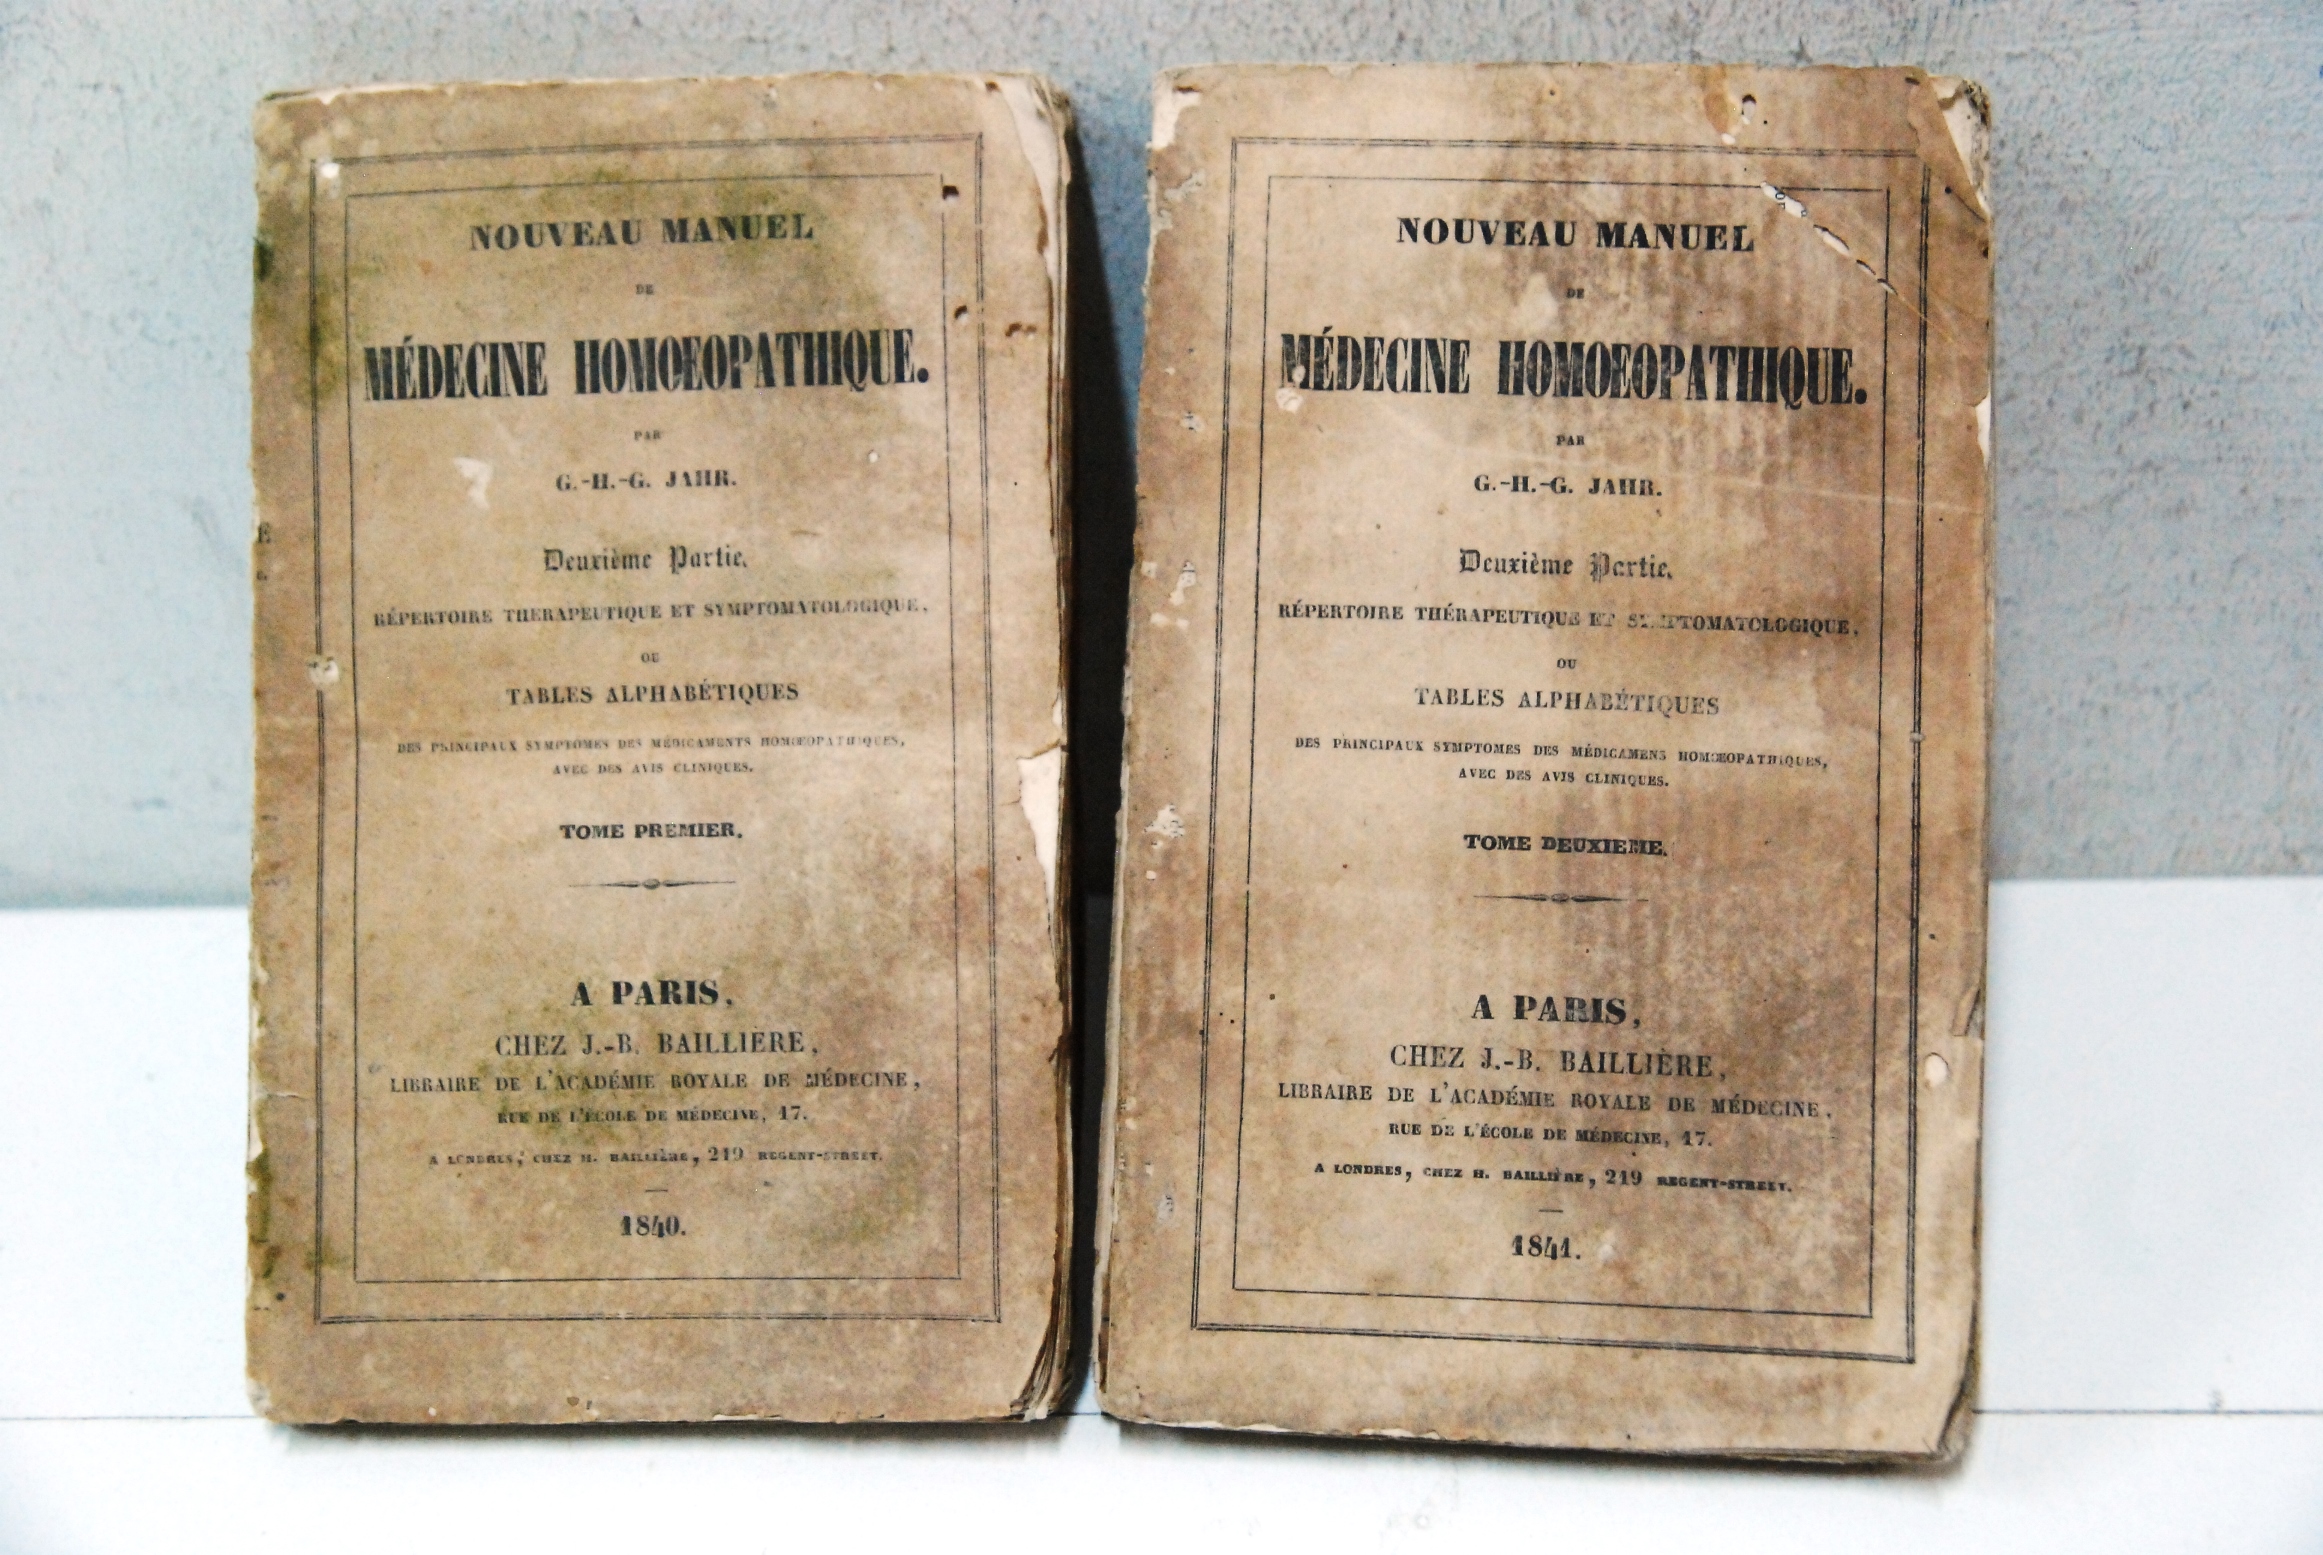 NOUVEAU MANUEL
DE
MÉDECINE HOMŒOPATHIQUE.
PAR
G.-H.-G. JAHR.
Deuxième Partie.
RÉPERTOIRE THERAPEUTIQUE ET SYMPTOMATOLOGIQUE,
OU
TABLES ALPHABÉTIQUES
DES PRINCIPAUX SYMPTOMES DES MÉDICAMENTS HOMŒOPATHIQUES,
AVEC DES AVIS CLINIQUES.
TOME PREMIER.
A PARIS,
CHEZ J.-B. BAILLIÈRE,
LIBRAIRE DE L'ACADÉMIE ROYALE DE MÉDECINE,
RUE DE L'ÉCOLE DE MÉDECINE, 17.
A LONDRES, CHEZ H. BAILLIÈRE, 219 REGENT-STREET.
1840.
NOUVEAU MANUEL
DE
MÉDECINE HOMOEOPATHIQUE.
PAR
G.-H.-G. JAHR.
Deuxième Partie.
RÉPERTOIRE THÉRAPEUTIQUE ET SYMPTOMATOLOGIQUE,
OU
TABLES ALPHABÉTIQUES
DES PRINCIPAUX SYMPTOMES DES MÉDICAMENS HOMŒOPATHIQUES,
AVEC DES AVIS CLINIQUES.
TOME DEUXIEME.
A PARIS,
CHEZ J.-B. BAILLIÈRE,
LIBRAIRE DE L'ACADÉMIE ROYALE DE MÉDECINE,
RUE DE L'ÉCOLE DE MÉDECINE, 17.
A LONDRES, CHEZ H. BAILLIÈRE, 219 REGENT-STREET.
1841.